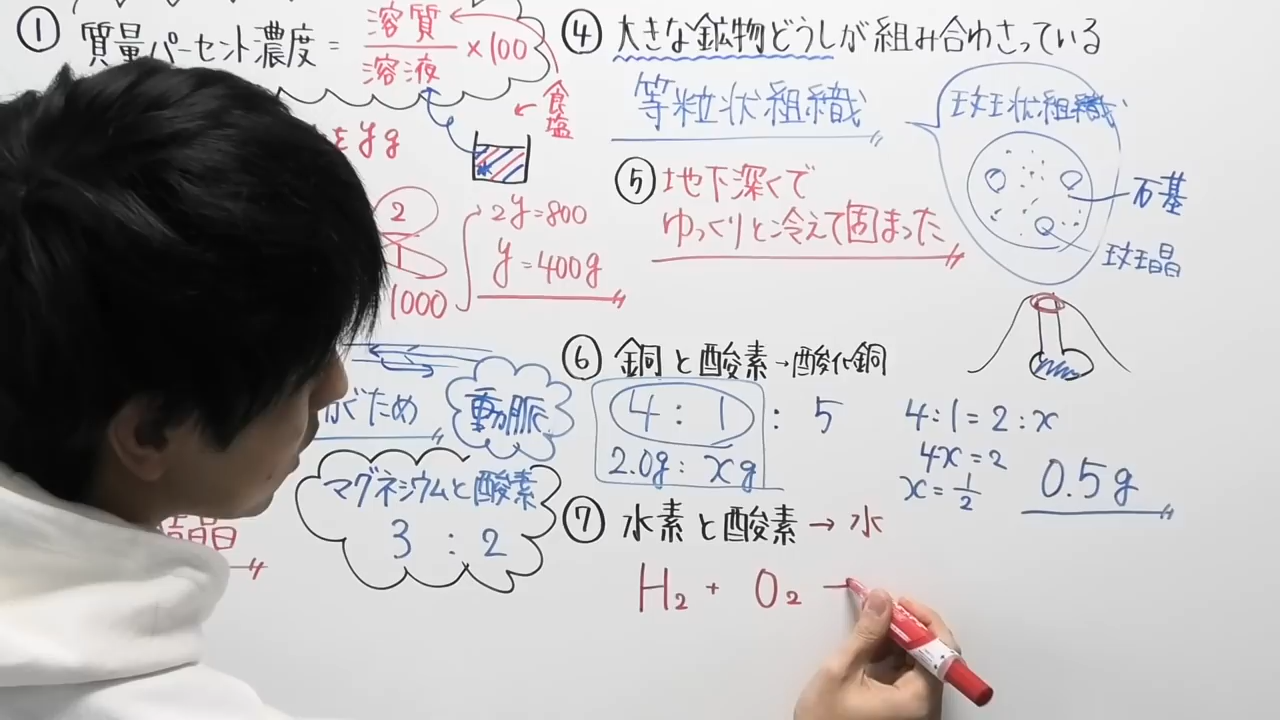 ① 質量パーセント濃度 = 溶質/溶液 ×100
食塩
yg
2
1
1000
2y=800
y=400g
④ 大きな鉱物どうしが組み合わさっている
等粒状組織
斑状組織
石基
斑晶
⑤ 地下深くで
ゆっくりと冷えて固まった
ぐため
動脈
マグネシウムと酸素
3 : 2
結晶
⑥ 銅と酸素→酸化銅
4 : 1 : 5
2.0g : xg
4:1=2:x
4x=2
x=1/2
0.5g
⑦ 水素と酸素→水
H₂ + O₂